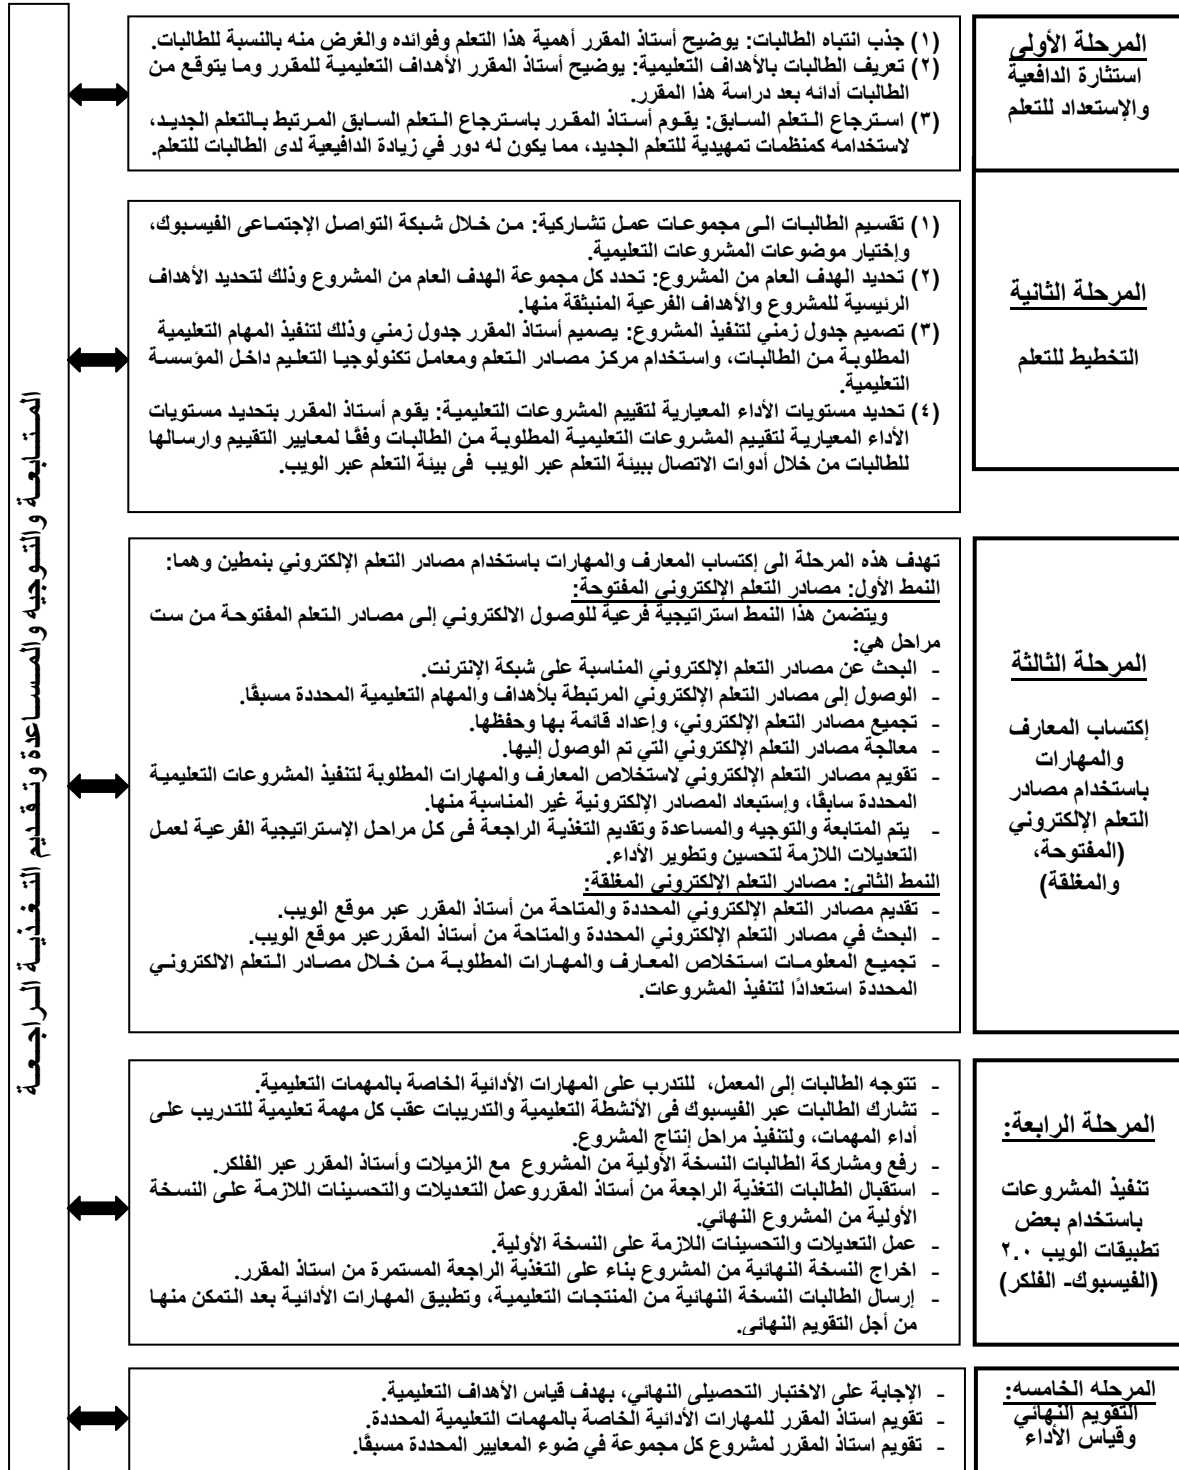 المرحلة الأولى
استثارة الدافعية
والإستعداد للتعلم
(١) جذب انتباه الطالبات: يوضيح أستاذ المقرر أهمية هذا التعلم وفوائده والغرض منه بالنسبة للطالبات.
(٢) تعريف الطالبات بالأهداف التعليمية: يوضيح أستاذ المقرر الأهداف التعليمية للمقرر وما يتوقع من
الطالبات أدائه بعد دراسة هذا المقرر.
(٣) استرجاع التعلم السابق: يقوم أستاذ المقرر باسترجاع التعلم السابق المرتبط بالتعلم الجديد،
لاستخدامه كمنظمات تمهيدية للتعلم الجديد، مما يكون له دور في زيادة الدافيعية لدى الطالبات للتعلم.
المرحلة الثانية
التخطيط للتعلم
(١) تقسيم الطالبات الى مجموعات عمل تشاركية: من خلال شبكة التواصل الإجتماعى الفيسبوك،
وإختيار موضوعات المشروعات التعليمية.
(٢) تحديد الهدف العام من المشروع: تحدد كل مجموعة الهدف العام من المشروع وذلك لتحديد الأهداف
الرئيسية للمشروع والأهداف الفرعية المنبثقة منها.
(٣) تصميم جدول زمني لتنفيذ المشروع: يصميم أستاذ المقرر جدول زمني وذلك لتنفيذ المهام التعليمية
المطلوبة من الطالبات، واستخدام مركز مصادر التعلم ومعامل تكنولوجيا التعليم داخل المؤسسة
التعليمية.
(٤) تحديد مستويات الأداء المعيارية لتقييم المشروعات التعليمية: يقوم أستاذ المقرر بتحديد مستويات
الأداء المعيارية لتقييم المشروعات التعليمية المطلوبة من الطالبات وفقًا لمعايير التقييم وارسالها
للطالبات من خلال أدوات الاتصال ببيئة التعلم عبر الويب فى بيئة التعلم عبر الويب.
المرحلة الثالثة
إكتساب المعارف
والمهارات
باستخدام مصادر
التعلم الإلكتروني
(المفتوحة،
والمغلقة)
تهدف هذه المرحلة الى إكتساب المعارف والمهارات باستخدام مصادر التعلم الإلكتروني بنمطين وهما:
النمط الأول: مصادر التعلم الإلكتروني المفتوحة:
ويتضمن هذا النمط استراتيجية فرعية للوصول الالكتروني إلى مصادر التعلم المفتوحة من ست
مراحل هي:
- البحث عن مصادر التعلم الإلكتروني المناسبة على شبكة الإنترنت.
- الوصول إلى مصادر التعلم الإلكتروني المرتبطة بلأهداف والمهام التعليمية المحددة مسبقًا.
- تجميع مصادر التعلم الإلكتروني، وإعداد قائمة بها وحفظها.
- معالجة مصادر التعلم الإلكتروني التي تم الوصول إليها.
- تقويم مصادر التعلم الإلكتروني لاستخلاص المعارف والمهارات المطلوبة لتنفيذ المشروعات التعليمية
المحددة سابقًا، وإستبعاد المصادر الإلكترونية غير المناسبة منها.
- يتم المتابعة والتوجيه والمساعدة وتقديم التغذية الراجعة فى كل مراحل الإستراتيجية الفرعية لعمل
التعديلات اللازمة لتحسين وتطوير الأداء.
النمط الثانى: مصادر التعلم الإلكتروني المغلقة:
- تقديم مصادر التعلم الإلكتروني المحددة والمتاحة من أستاذ المقرر عبر موقع الويب.
- البحث في مصادر التعلم الإلكتروني المحددة والمتاحة من أستاذ المقررعبر موقع الويب.
- تجميع المعلومات استخلاص المعارف والمهارات المطلوبة من خلال مصادر التعلم الالكتروني
المحددة استعدادًا لتنفيذ المشروعات.
المرحلة الرابعة:
تنفيذ المشروعات
باستخدام بعض
تطبيقات الويب ٢.٠
(الفيسبوك- الفلكر)
- تتوجه الطالبات إلى المعمل، للتدرب على المهارات الأدائية الخاصة بالمهمات التعليمية.
- تشارك الطالبات عبر الفيسبوك فى الأنشطة التعليمية والتدريبات عقب كل مهمة تعليمية للتدريب على
أداء المهمات، ولتنفيذ مراحل إنتاج المشروع.
- رفع ومشاركة الطالبات النسخة الأولية من المشروع مع الزميلات وأستاذ المقرر عبر الفلكر.
- استقبال الطالبات التغذية الراجعة من أستاذ المقرروعمل التعديلات والتحسينات اللازمة على النسخة
الأولية من المشروع النهائي.
- عمل التعديلات والتحسينات اللازمة على النسخة الأولية.
- اخراج النسخة النهائية من المشروع بناء على التغذية الراجعة المستمرة من استاذ المقرر.
- إرسال الطالبات النسخة النهائية من المنتجات التعليمية، وتطبيق المهارات الأدائية بعد التمكن منها
من أجل التقويم النهائى.
المرحله الخامسه:
التقويم النهائي
وقياس الأداء
- الإجابة على الاختبار التحصيلى النهائي، بهدف قياس الأهداف التعليمية.
- تقويم استاذ المقرر للمهارات الأدائية الخاصة بالمهمات التعليمية المحددة.
- تقويم استاذ المقرر لمشروع كل مجموعة في ضوء المعايير المحددة مسبقًا.
المتابعة والتوجيه والمساعدة وتقديم التغذية الراجعة